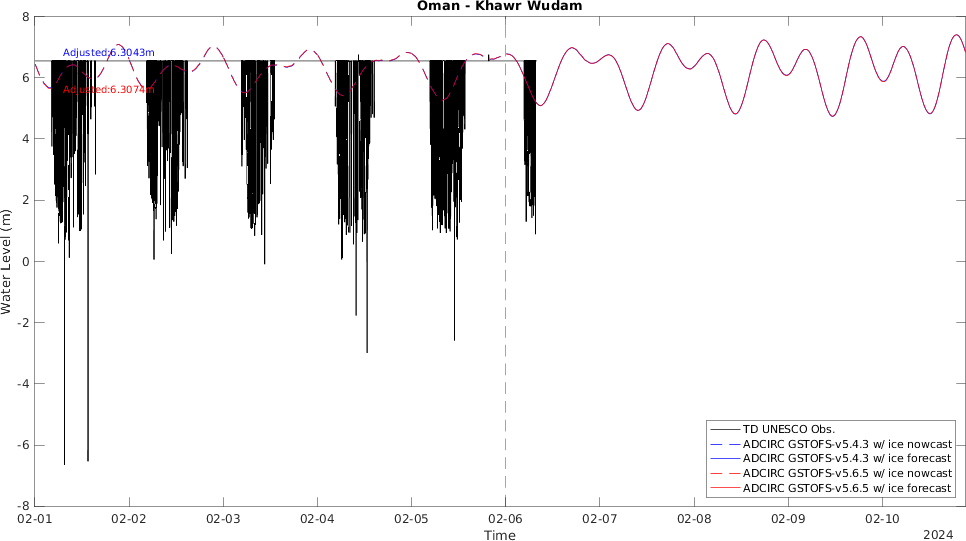 Oman - Khawr Wudam
8
6
4
2
0
-2
-4
-6
-8
Water Level (m)
Adjusted:6.3043m
Adjusted:6.3074m
TD UNESCO Obs.
ADCIRC GSTOFS-v5.4.3 w/ ice nowcast
ADCIRC GSTOFS-v5.4.3 w/ ice forecast
ADCIRC GSTOFS-v5.6.5 w/ ice nowcast
ADCIRC GSTOFS-v5.6.5 w/ ice forecast
02-01 02-02 02-03 02-04 02-05 02-06 02-07 02-08 02-09 02-10
Time
2024